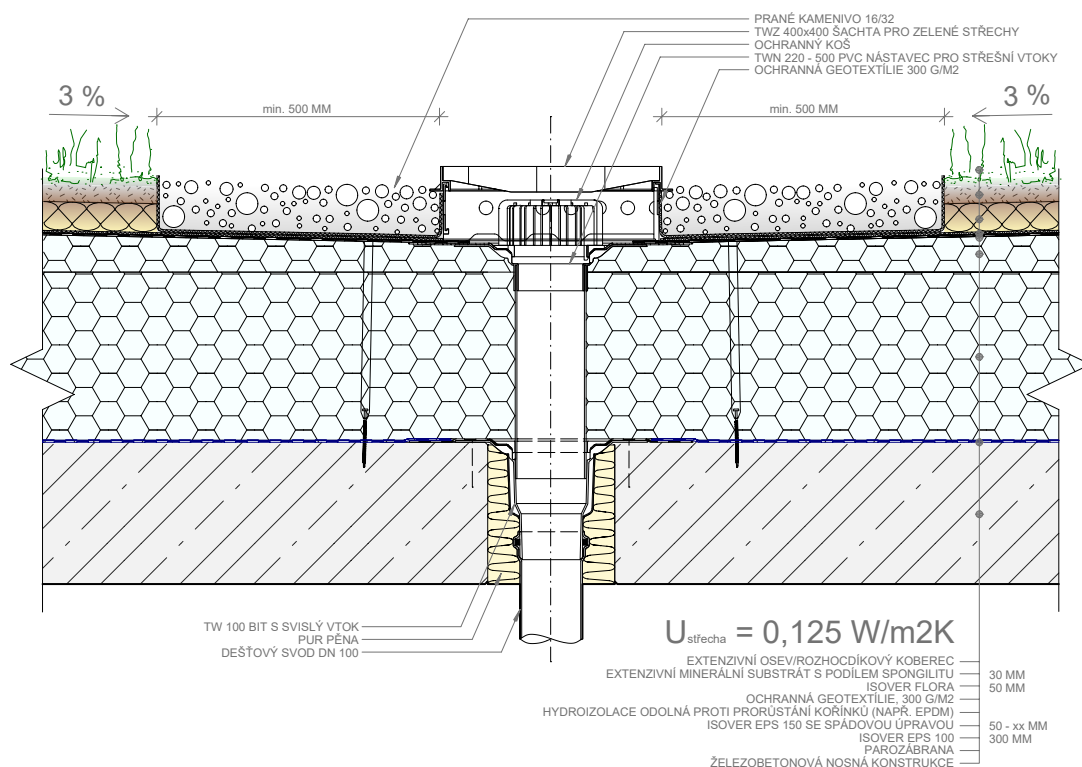 PRANÉ KAMENIVO 16/32
TWZ 400x400 ŠACHTA PRO ZELENÉ STŘECHY
OCHRANNÝ KOŠ
TWN 220 - 500 PVC NÁSTAVEC PRO STŘEŠNÍ VTOKY
OCHRANNÁ GEOTEXTÍLIE 300 G/M2
3 %
min. 500 MM
min. 500 MM
3 %
TW 100 BIT S SVISLÝ VTOK
PUR PĚNA
DEŠŤOVÝ SVOD DN 100
Ustřecha = 0,125 W/m2K
EXTENZIVNÍ OSEV/ROZHOCDÍKOVÝ KOBEREC
EXTENZIVNÍ MINERÁLNÍ SUBSTRÁT S PODÍLEM SPONGILITU 30 MM
ISOVER FLORA 50 MM
OCHRANNÁ GEOTEXTÍLIE, 300 G/M2
HYDROIZOLACE ODOLNÁ PROTI PRORŮSTÁNÍ KOŘÍNKŮ (NAPŘ. EPDM)
ISOVER EPS 150 SE SPÁDOVOU ÚPRAVOU 50 - xx MM
ISOVER EPS 100 300 MM
PAROZÁBRANA
ŽELEZOBETONOVÁ NOSNÁ KONSTRUKCE